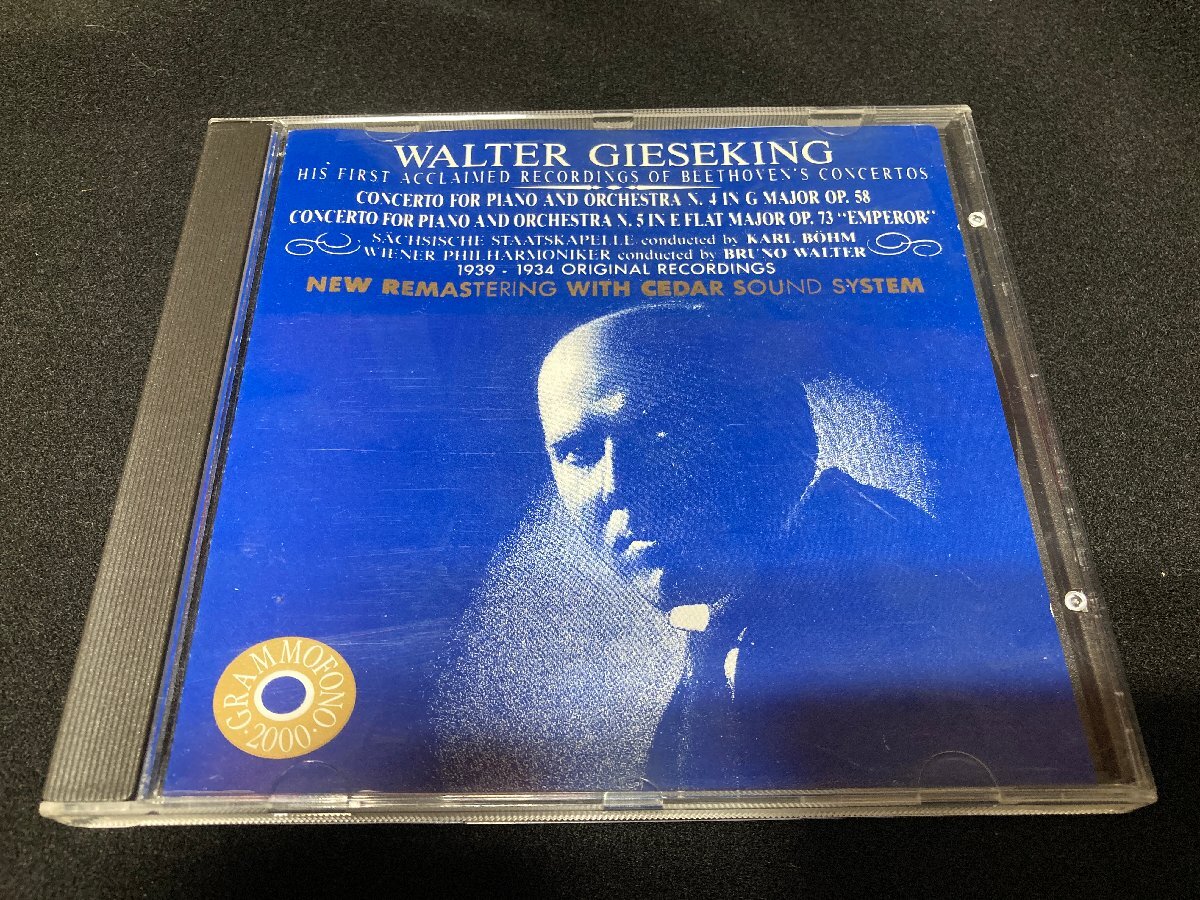 WALTER GIESEKING
HIS FIRST ACCLAIMED RECORDINGS OF BEETHOVEN'S CONCERTOS
CONCERTO FOR PIANO AND ORCHESTRA N. 4 IN G MAJOR OP. 58
CONCERTO FOR PIANO AND ORCHESTRA N. 5 IN E FLAT MAJOR OP. 73 "EMPEROR"
SÄCHSISCHE STAATSKAPELLE conducted by KARL BÖHM
WIENER PHILHARMONIKER conducted by BRUNO WALTER
1939 - 1934 ORIGINAL RECORDINGS
NEW REMASTERING WITH CEDAR SOUND SYSTEM
GRAMMOFONO · 2000 ·